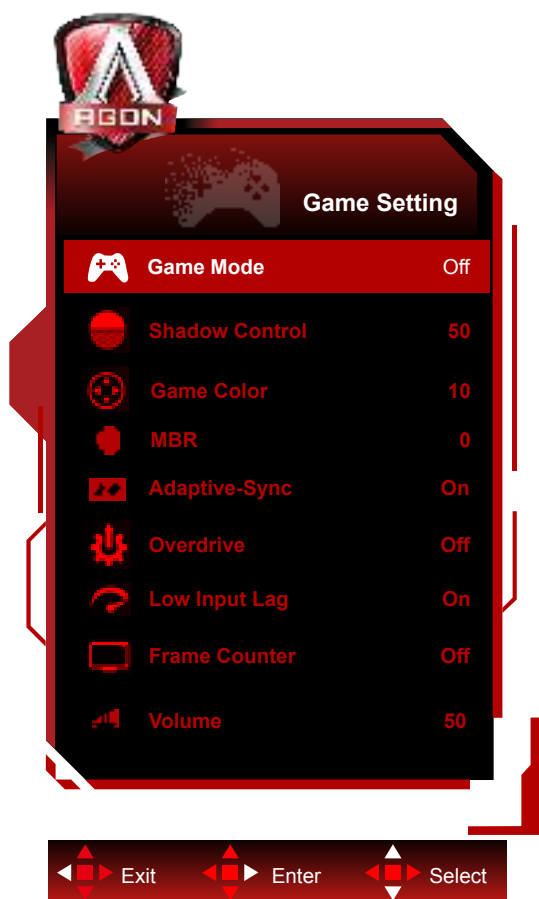 AGON
Game Setting
Game Mode Off
Shadow Control 50
Game Color 10
MBR 0
Adaptive-Sync On
Overdrive Off
Low Input Lag On
Frame Counter Off
Volume 50
Exit Enter Select